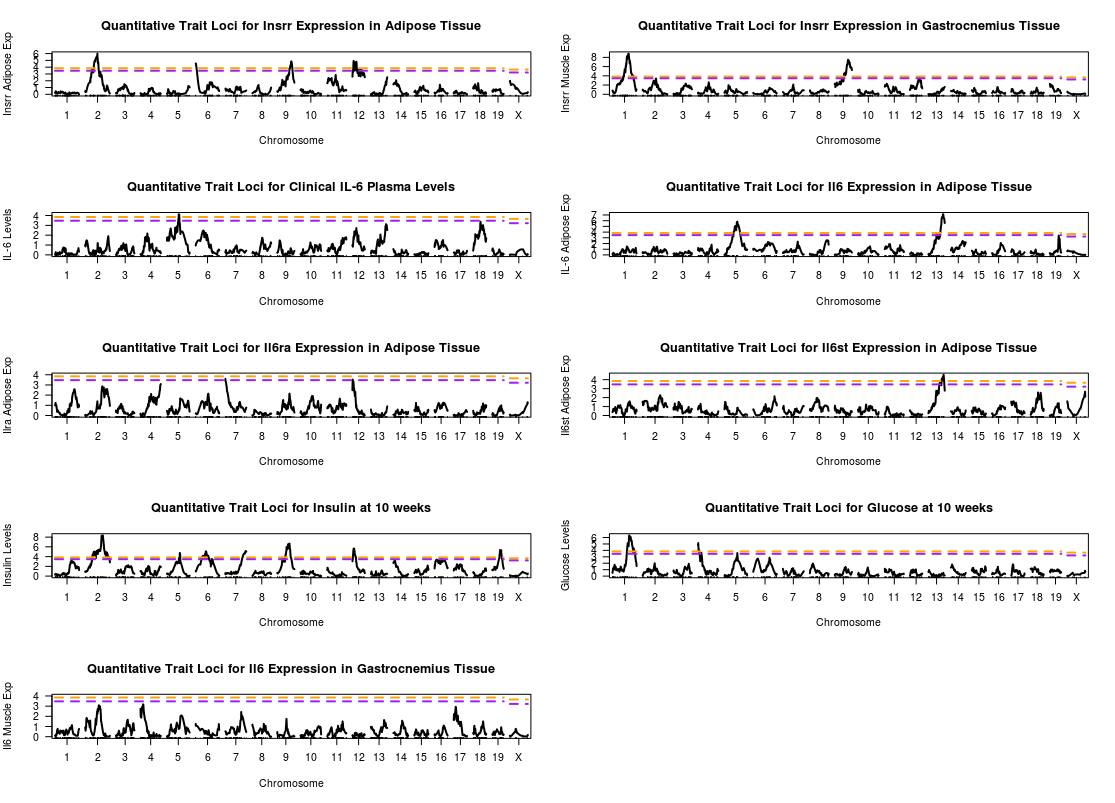 Quantitative Trait Loci for Insrr Expression in Adipose Tissue
Insrr Adipose Exp
6
5
4
3
2
1
0
1 2 3 4 5 6 7 8 9 10 11 12 13 14 15 16 17 18 19 X
Chromosome
Quantitative Trait Loci for Insrr Expression in Gastrocnemius Tissue
Insrr Muscle Exp
8
6
4
2
0
1 2 3 4 5 6 7 8 9 10 11 12 13 14 15 16 17 18 19 X
Chromosome
Quantitative Trait Loci for Clinical IL-6 Plasma Levels
IL-6 Levels
4
3
2
1
0
1 2 3 4 5 6 7 8 9 10 11 12 13 14 15 16 17 18 19 X
Chromosome
Quantitative Trait Loci for Il6 Expression in Adipose Tissue
IL-6 Adipose Exp
7
6
5
4
3
2
1
0
1 2 3 4 5 6 7 8 9 10 11 12 13 14 15 16 17 18 19 X
Chromosome
Quantitative Trait Loci for Il6ra Expression in Adipose Tissue
Ilra Adipose Exp
4
3
2
1
0
1 2 3 4 5 6 7 8 9 10 11 12 13 14 15 16 17 18 19 X
Chromosome
Quantitative Trait Loci for Il6st Expression in Adipose Tissue
Il6st Adipose Exp
4
3
2
1
0
1 2 3 4 5 6 7 8 9 10 11 12 13 14 15 16 17 18 19 X
Chromosome
Quantitative Trait Loci for Insulin at 10 weeks
Insulin Levels
8
6
4
2
0
1 2 3 4 5 6 7 8 9 10 11 12 13 14 15 16 17 18 19 X
Chromosome
Quantitative Trait Loci for Glucose at 10 weeks
Glucose Levels
6
5
4
3
2
1
0
1 2 3 4 5 6 7 8 9 10 11 12 13 14 15 16 17 18 19 X
Chromosome
Quantitative Trait Loci for Il6 Expression in Gastrocnemius Tissue
Il6 Muscle Exp
4
3
2
1
0
1 2 3 4 5 6 7 8 9 10 11 12 13 14 15 16 17 18 19 X
Chromosome